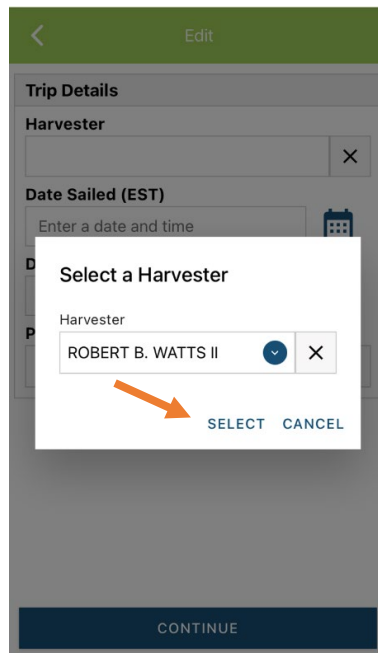 Edit
Trip Details
Harvester
Date Sailed (EST)
Enter a date and time
D
Select a Harvester
Harvester
P
ROBERT B. WATTS II
SELECT CANCEL
CONTINUE